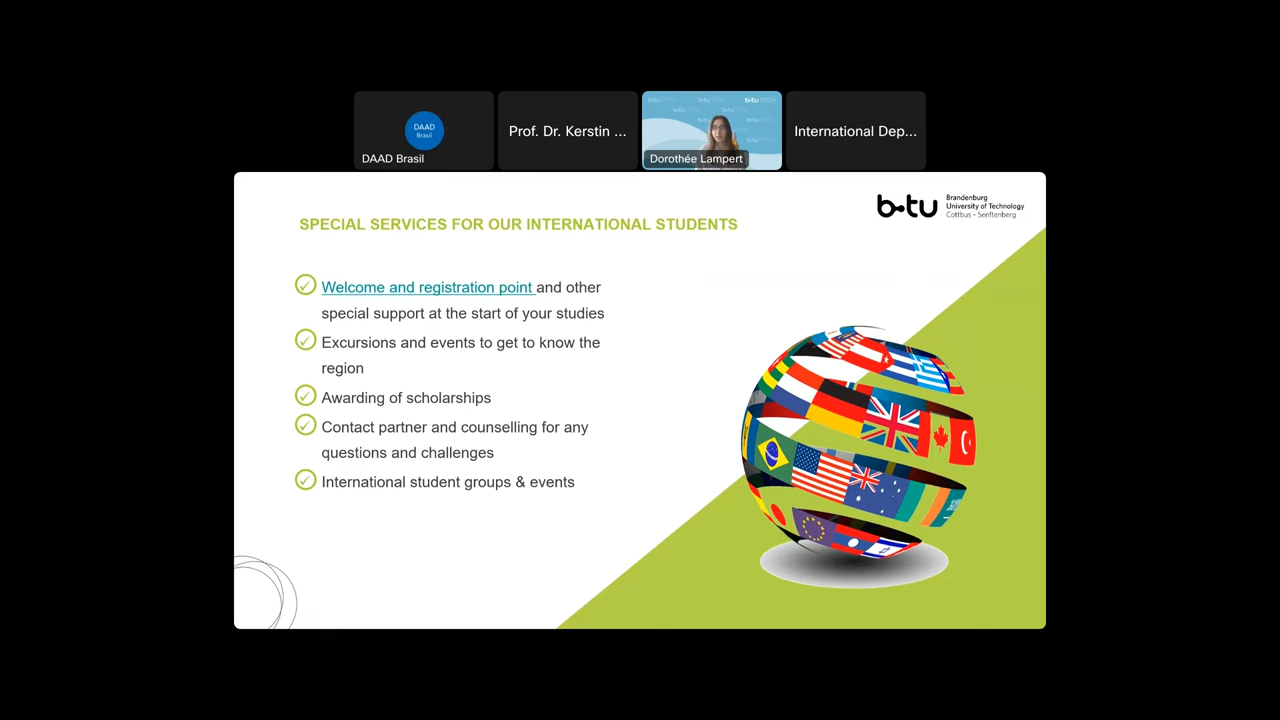 DAAD
Brasil
DAAD Brasil
Prof. Dr. Kerstin ...
b-tu
Dorothée Lampert
International Dep...
b-tu
Brandenburg
University of Technology
Cottbus - Senftenberg
SPECIAL SERVICES FOR OUR INTERNATIONAL STUDENTS
Welcome and registration point and other
special support at the start of your studies
Excursions and events to get to know the
region
Awarding of scholarships
Contact partner and counselling for any
questions and challenges
International student groups & events